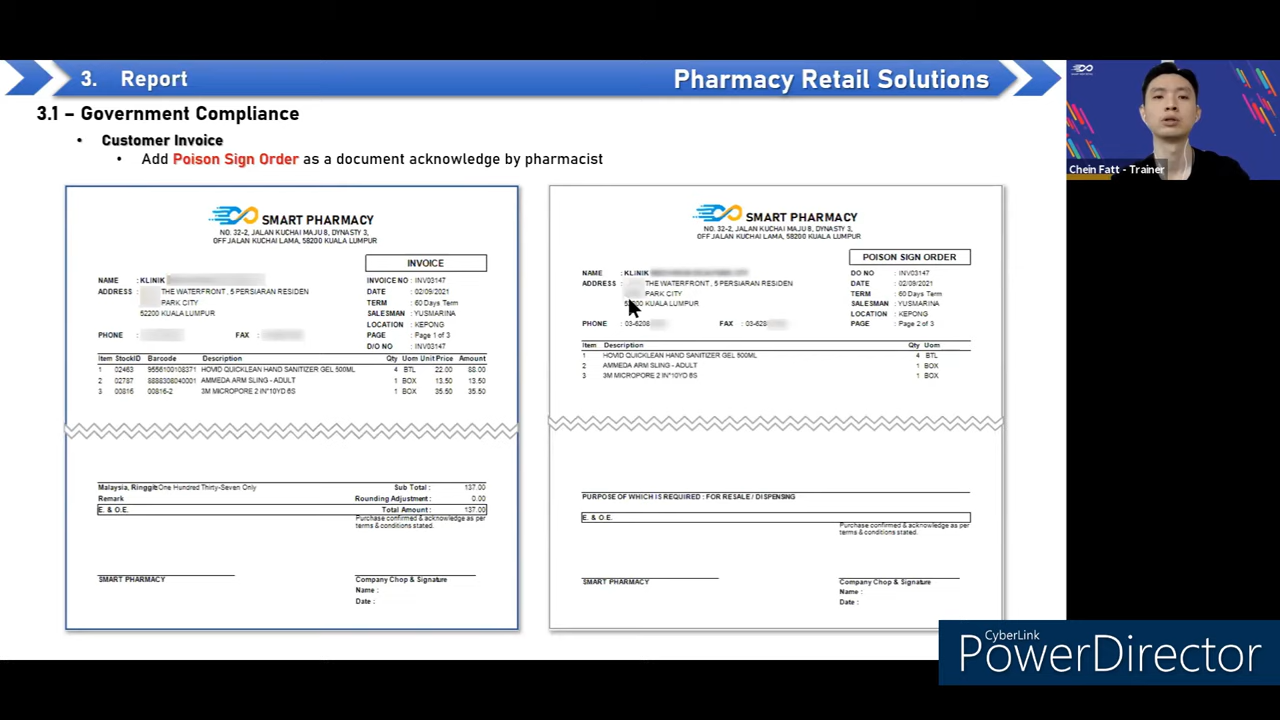 3. Report
Pharmacy Retail Solutions
3.1 – Government Compliance
• Customer Invoice
• Add Poison Sign Order as a document acknowledge by pharmacist
SMART PHARMACY
NO. 32-2, JALAN KUCHAI MAJU 8, DYNASTY 3,
OFF JALAN KUCHAI LAMA, 58200 KUALA LUMPUR
INVOICE
NAME : KLINIK
ADDRESS : THE WATERFRONT , 5 PERSIARAN RESIDEN
PARK CITY
52200 KUALA LUMPUR
PHONE : FAX :
INVOICE NO : INV03147
DATE : 02/09/2021
TERM : 60 Days Term
SALESMAN : YUSMARINA
LOCATION : KEPONG
PAGE : Page 1 of 3
D/O NO : INV03147
Item StockID Barcode Description Qty Uom Unit Price Amount
1 02463 9556100108371 HOVID QUICKLEAN HAND SANITIZER GEL 500ML 4 BTL 22.00 88.00
2 02787 8888308040001 AMMEDA ARM SLING - ADULT 1 BOX 13.50 13.50
3 00816 00816-2 3M MICROPORE 2 IN*10YD 6S 1 BOX 35.50 35.50
Malaysia, Ringgit One Hundred Thirty-Seven Only Sub Total : 137.00
Remark Rounding Adjustment : 0.00
E. & O.E. Total Amount : 137.00
Purchase confirmed & acknowledge as per
terms & conditions stated.
SMART PHARMACY
Company Chop & Signature
Name :
Date :
SMART PHARMACY
NO. 32-2, JALAN KUCHAI MAJU 8, DYNASTY 3,
OFF JALAN KUCHAI LAMA, 58200 KUALA LUMPUR
POISON SIGN ORDER
NAME : KLINIK
ADDRESS : THE WATERFRONT , 5 PERSIARAN RESIDEN
PARK CITY
KUALA LUMPUR
PHONE : 03-6208 FAX : 03-628
DO NO : INV03147
DATE : 02/09/2021
TERM : 60 Days Term
SALESMAN : YUSMARINA
LOCATION : KEPONG
PAGE : Page 2 of 3
Item Description Qty Uom
1 HOVID QUICKLEAN HAND SANITIZER GEL 500ML 4 BTL
2 AMMEDA ARM SLING - ADULT 1 BOX
3 3M MICROPORE 2 IN*10YD 6S 1 BOX
PURPOSE OF WHICH IS REQUIRED : FOR RESALE / DISPENSING
E. & O.E.
Purchase confirmed & acknowledge as per
terms & conditions stated.
SMART PHARMACY
Company Chop & Signature
Name :
Date :
Chein Fatt - Trainer
CyberLink
PowerDirector